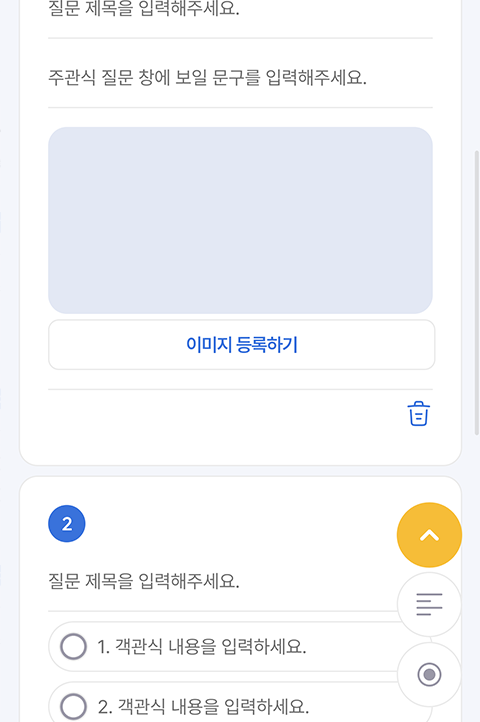 질문 제목을 입력해주세요.
주관식 질문 창에 보일 문구를 입력해주세요.
이미지 등록하기
2
질문 제목을 입력해주세요.
1. 객관식 내용을 입력하세요.
2. 객관식 내용을 입력하세요.